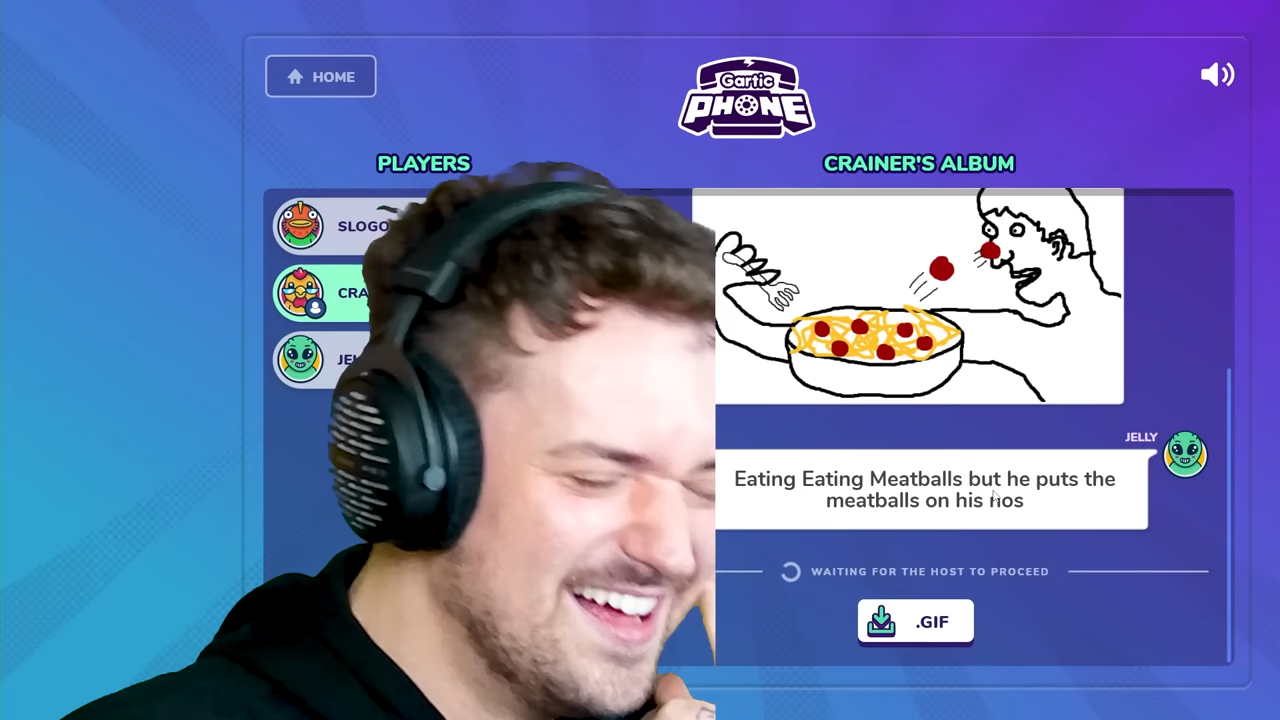 HOME
Gartic
PHONE
PLAYERS
CRAINER'S ALBUM
SLOGO
CRA
JEL
JELLY
Eating Eating Meatballs but he puts the
meatballs on his nos
WAITING FOR THE HOST TO PROCEED
.GIF